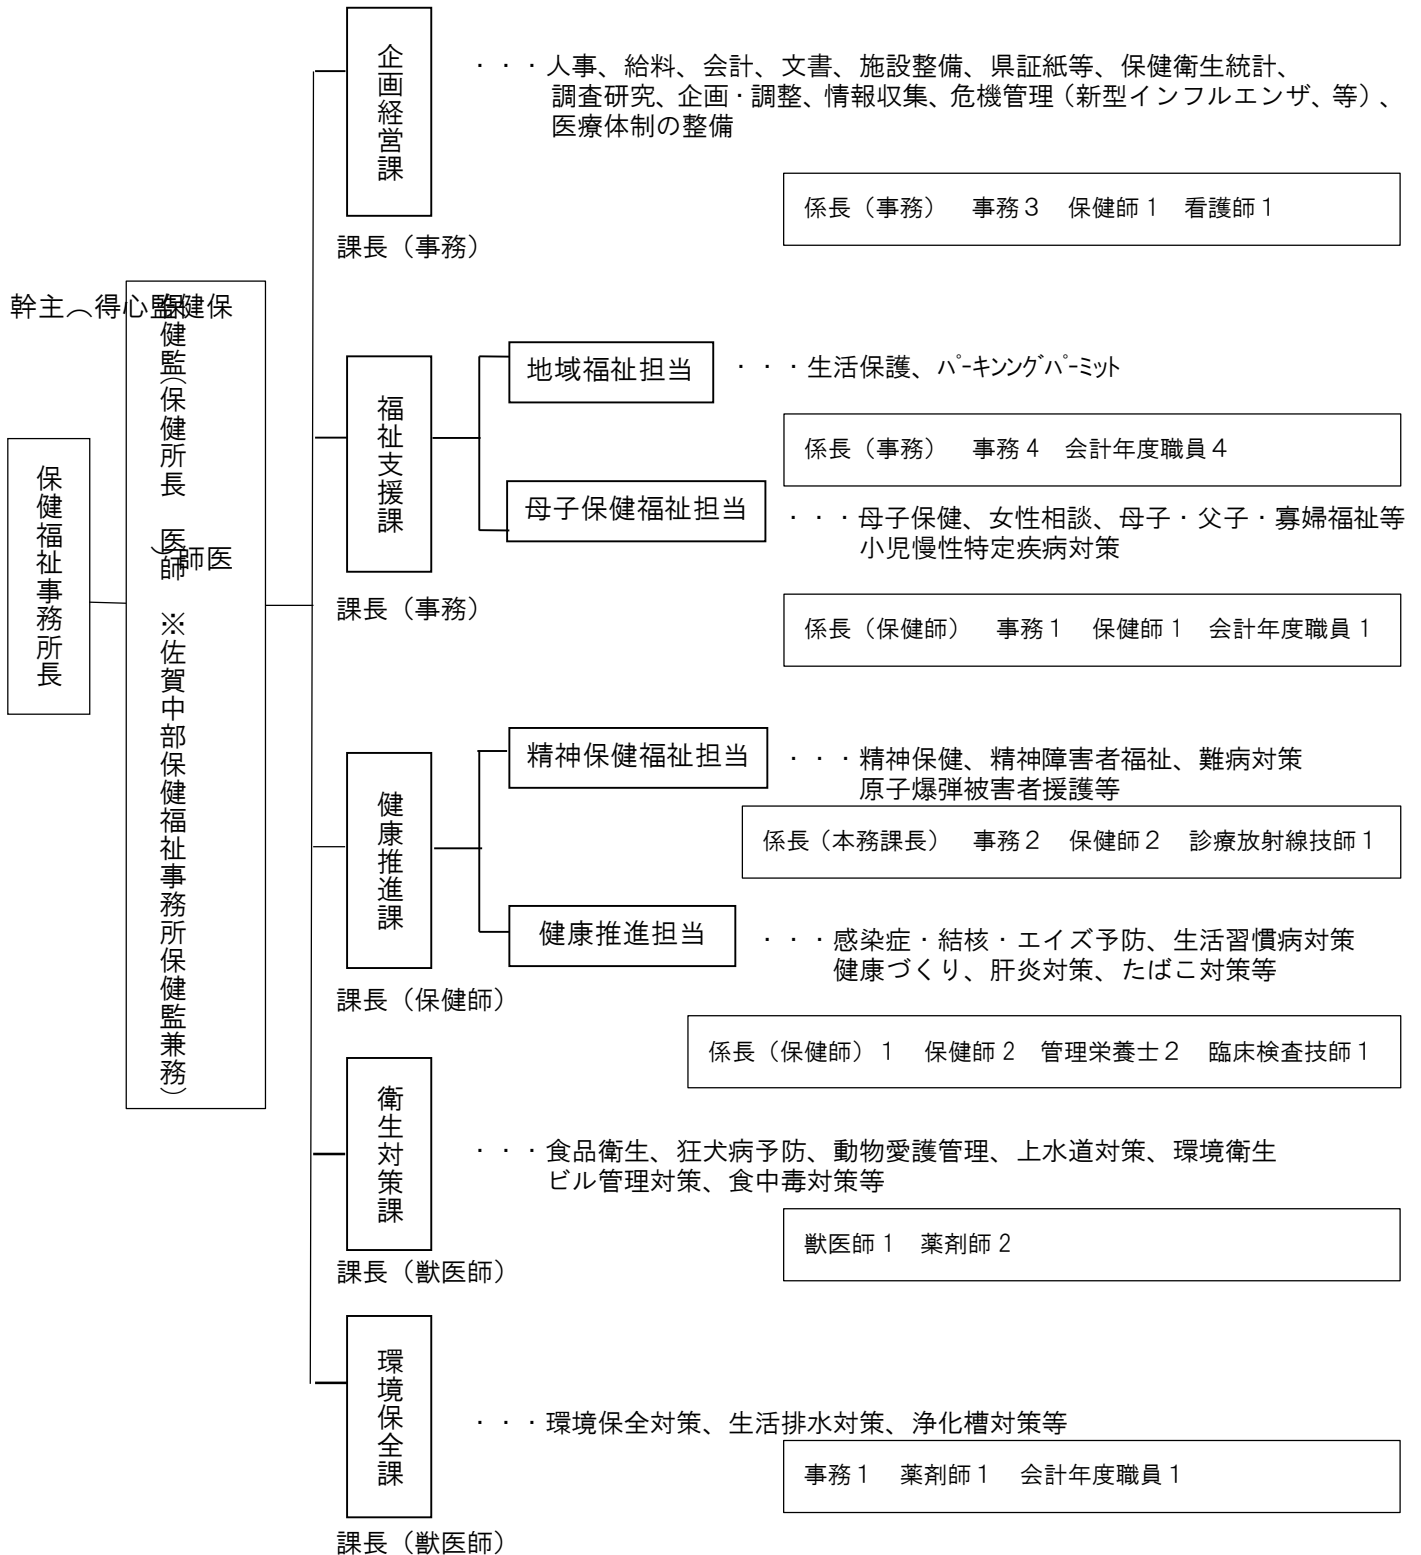 企画経営課
・・・人事、給料、会計、文書、施設整備、県証紙等、保健衛生統計、
調査研究、企画・調整、情報収集、危機管理（新型インフルエンザ、等）、
医療体制の整備
係長（事務）　事務３　保健師１　看護師１
課長（事務）
幹主（得心監健保
師医
保健福祉事務所長
保健監（保健所長　医師　※佐賀中部保健福祉事務所保健監兼務）
福祉支援課
地域福祉担当
・・・生活保護、ﾊﾟｰキンングﾊﾟｰミット
係長（事務）　事務４　会計年度職員４
母子保健福祉担当
・・・母子保健、女性相談、母子・父子・寡婦福祉等
小児慢性特定疾病対策
課長（事務）
係長（保健師）　事務１　保健師１　会計年度職員１
健康推進課
精神保健福祉担当
・・・精神保健、精神障害者福祉、難病対策
原子爆弾被害者援護等
係長（本務課長）　事務２　保健師２　診療放射線技師１
健康推進担当
・・・感染症・結核・エイズ予防、生活習慣病対策
健康づくり、肝炎対策、たばこ対策等
課長（保健師）
係長（保健師）１　保健師２　管理栄養士２　臨床検査技師１
衛生対策課
・・・食品衛生、狂犬病予防、動物愛護管理、上水道対策、環境衛生
ビル管理対策、食中毒対策等
獣医師１　薬剤師２
課長（獣医師）
環境保全課
・・・環境保全対策、生活排水対策、浄化槽対策等
事務１　薬剤師１　会計年度職員１
課長（獣医師）